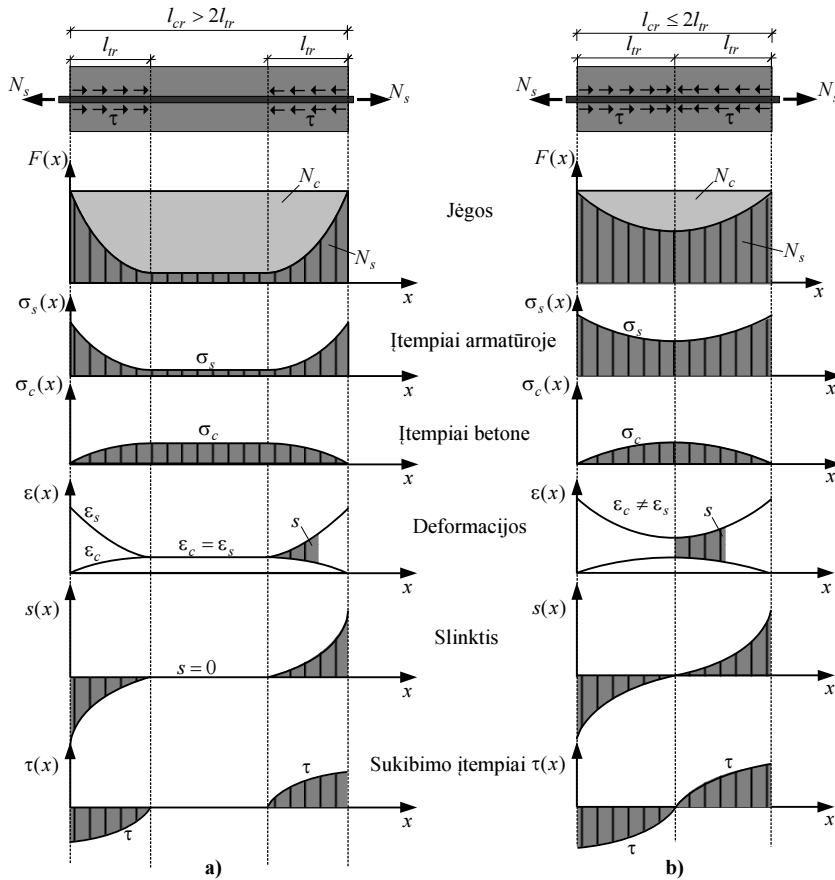 l_cr > 2l_tr
l_tr
l_tr
N_s
N_s
τ
τ
F(x)
N_c
N_s
x
σ_s(x)
σ_s
x
σ_c(x)
σ_c
x
ε(x)
ε_s
ε_c
ε_c = ε_s
s
x
s(x)
s = 0
x
τ(x)
τ
τ
x
a)
Jėgos
Įtempiai armatūroje
Įtempiai betone
Deformacijos
Slinktis
Sukibimo įtempiai
l_cr ≤ 2l_tr
l_tr
l_tr
N_s
N_s
τ
τ
F(x)
N_c
N_s
x
σ_s(x)
σ_s
x
σ_c(x)
σ_c
x
ε(x)
ε_c ≠ ε_s
s
x
s(x)
x
τ(x)
τ
τ
x
b)